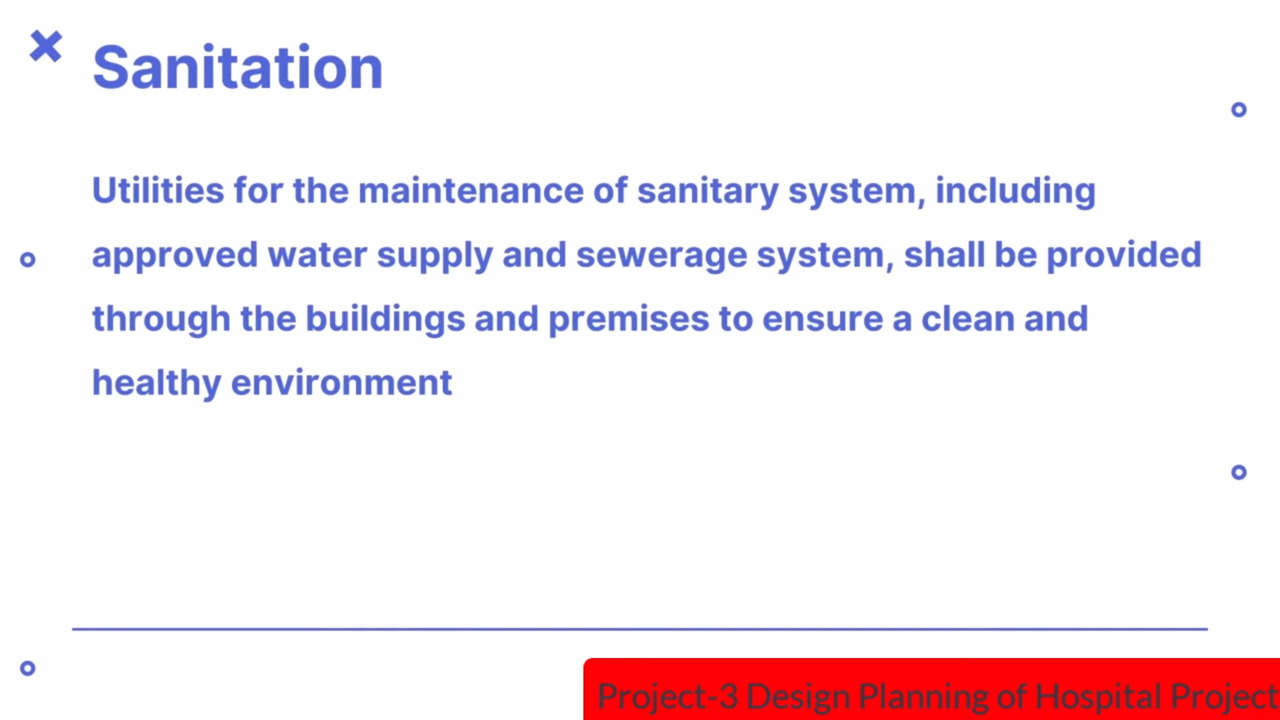 Sanitation
Utilities for the maintenance of sanitary system, including
approved water supply and sewerage system, shall be provided
through the buildings and premises to ensure a clean and
healthy environment
Project-3 Design Planning of Hospital Project